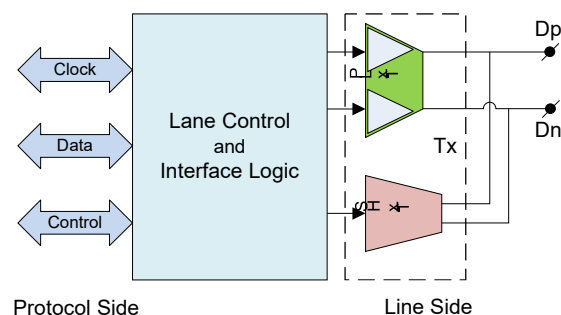 Clock
Data
Control
Lane Control
and
Interface Logic
Tx
Dp
Dn
Protocol Side
Line Side